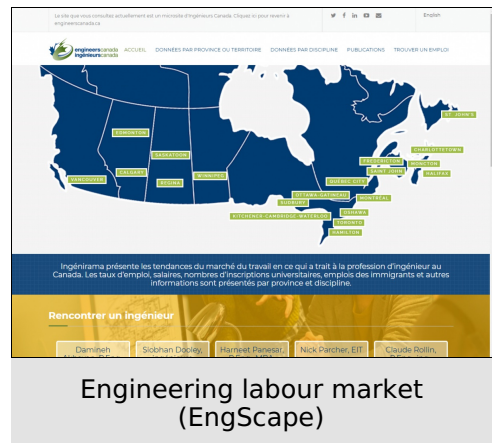 Le site que vous consultez actuellement est un microsite d'Ingénieurs Canada. Cliquez ici pour revenir à
engineerscanada.ca.
English
engineerscanada
ingénieurscanada
ACCUEIL
DONNÉES PAR PROVINCE OU TERRITOIRE
DONNÉES PAR DISCIPLINE
PUBLICATIONS
TROUVER UN EMPLOI
ST. JOHN'S
EDMONTON
CHARLOTTETOWN
SASKATOON
FREDERICTON
MONCTON
CALGARY
WINNIPEG
SAINT JOHN
HALIFAX
VANCOUVER
REGINA
QUEBEC CITY
OTTAWA-GATINEAU
MONTRÉAL
SUDBURY
OSHAWA
KITCHENER-CAMBRIDGE-WATERLOO
TORONTO
HAMILTON
Ingénirama présente les tendances du marché du travail en ce qui a trait à la profession d'ingénieur au
Canada. Les taux d'emploi, salaires, nombres d'inscriptions universitaires, emplois des immigrants et autres
informations sont présentés par province et discipline.
Rencontrer un ingénieur
Damineh
Siobhan Dooley,
Harneet Panesar,
Nick Parcher, EIT
Claude Rollin,
Engineering labour market
(EngScape)